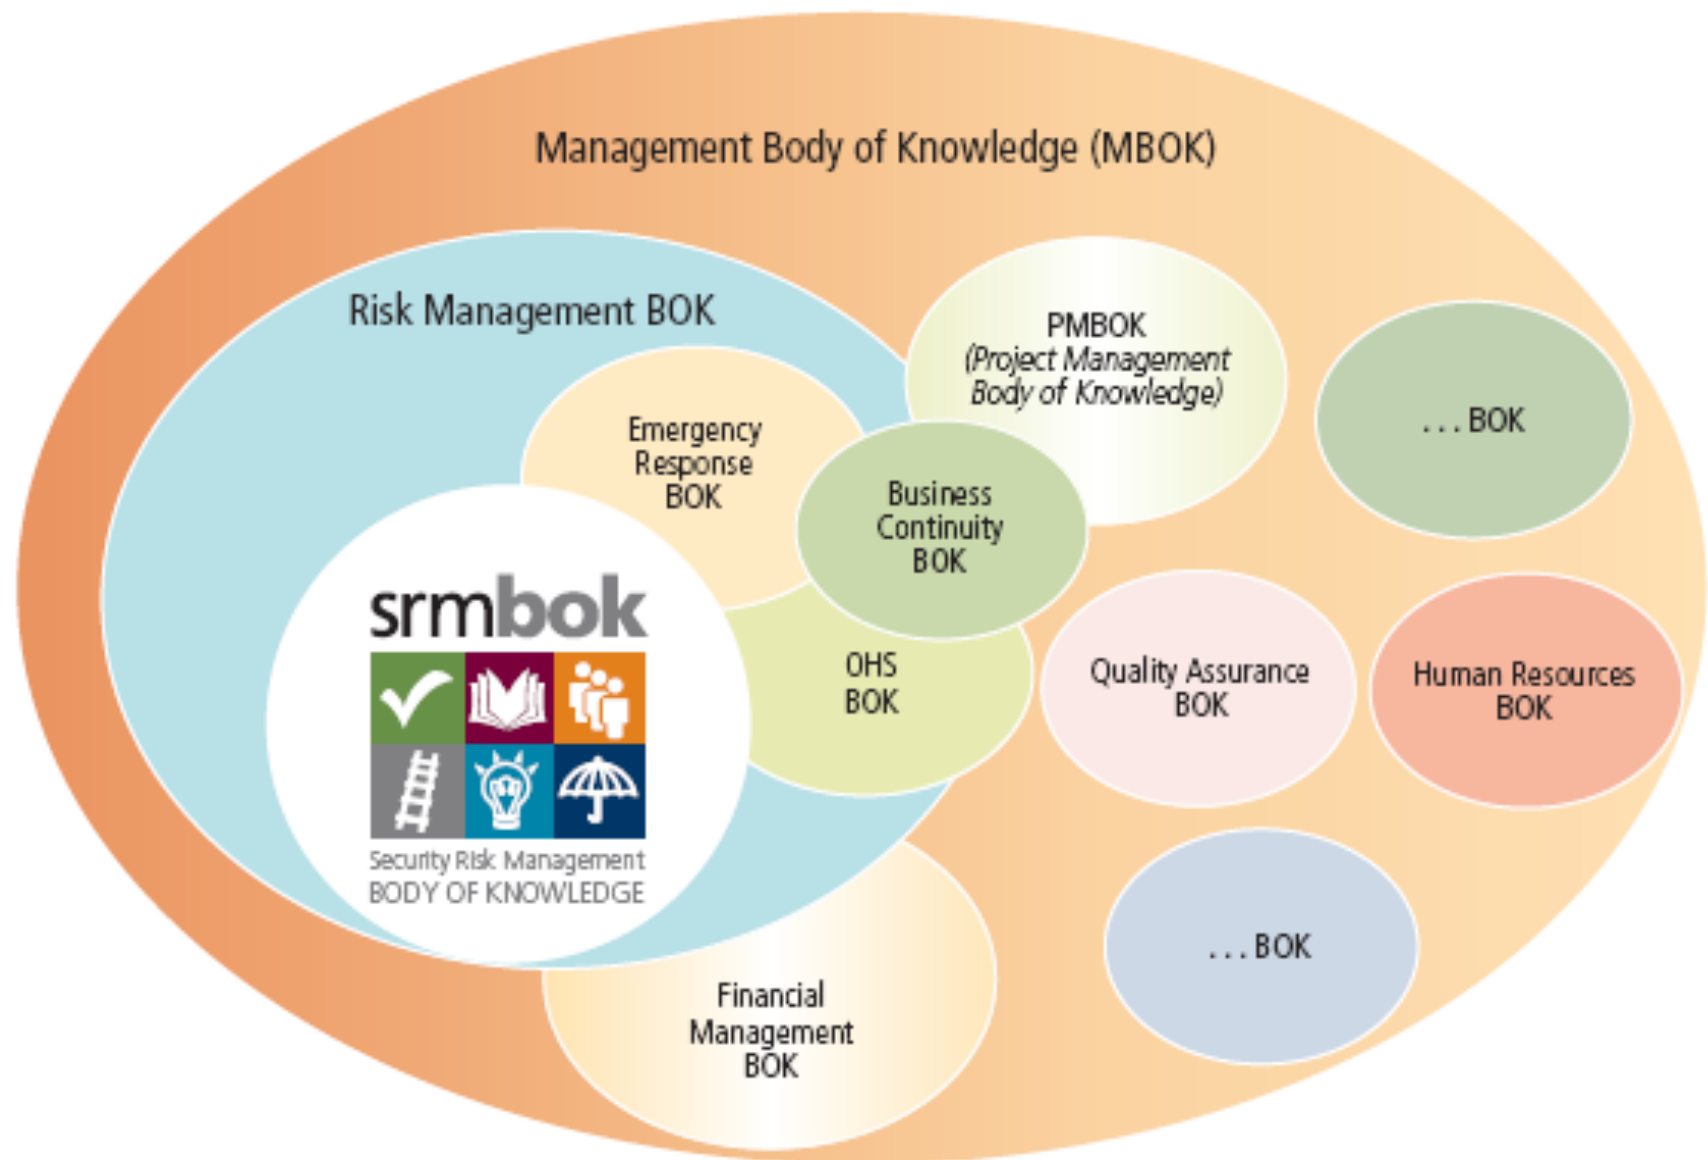 Management Body of Knowledge (MBOK)
Risk Management BOK
PMBOK
(Project Management
Body of Knowledge)
. . . BOK
Emergency
Response
BOK
Business
Continuity
BOK
srmbok
OHS
BOK
Quality Assurance
BOK
Human Resources
BOK
Security Risk Management
BODY OF KNOWLEDGE
. . . BOK
Financial
Management
BOK